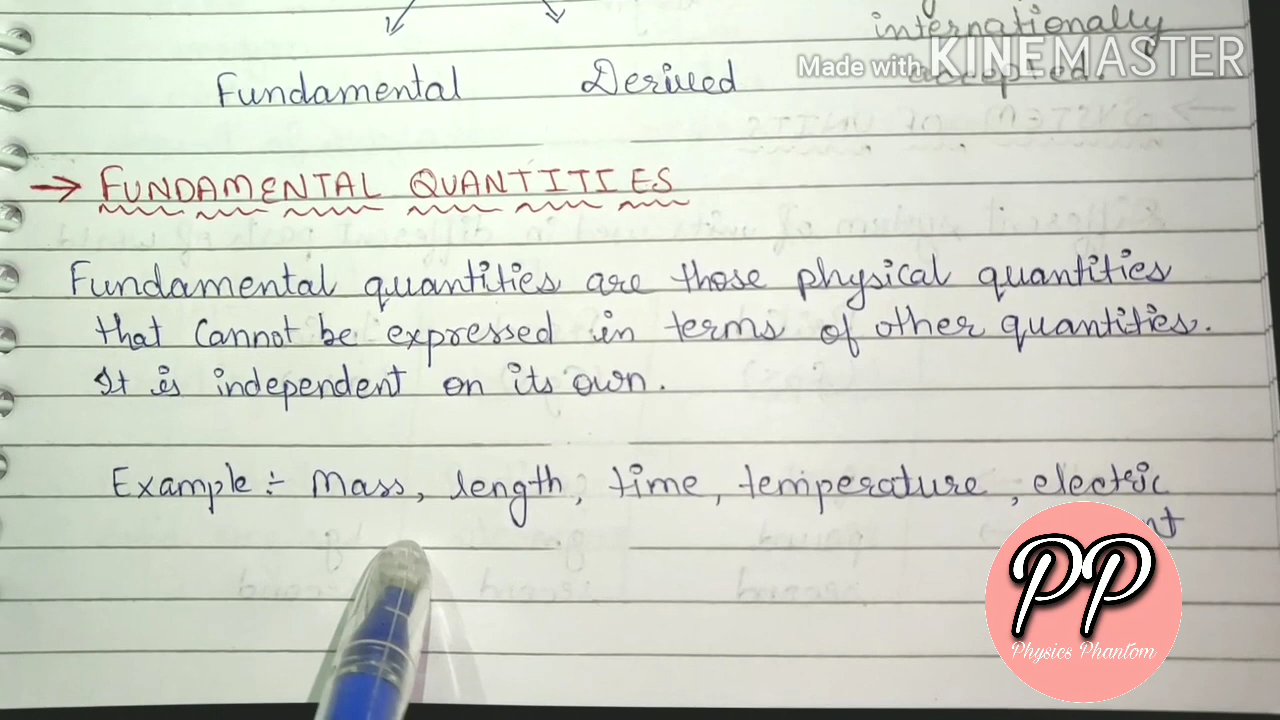 internationally
Made with KINEMASTER
accepted.
Fundamental Derived
→ FUNDAMENTAL QUANTITIES
Fundamental quantities are those physical quantities
that cannot be expressed in terms of other quantities.
It is independent on its own.
Example ÷ Mass, length, time, temperature, electric
PP
Physics Phantom